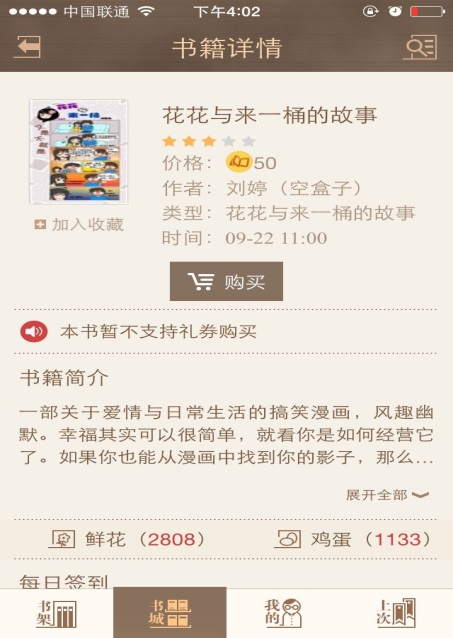 中国联通 下午4:02
书籍详情
花花
来一桶
花花与来一桶的故事
价格： 50
作者：刘婷（空盒子）
类型：花花与来一桶的故事
时间：09-22 11:00
加入收藏
购买
本书暂不支持礼券购买
书籍简介
一部关于爱情与日常生活的搞笑漫画，风趣幽
默。幸福其实可以很简单，就看你是如何经营它
了。如果你也能从漫画中找到你的影子，那么...
展开全部
鲜花（2808） 鸡蛋（1133）
每日签到
书架 书城 我的 上次